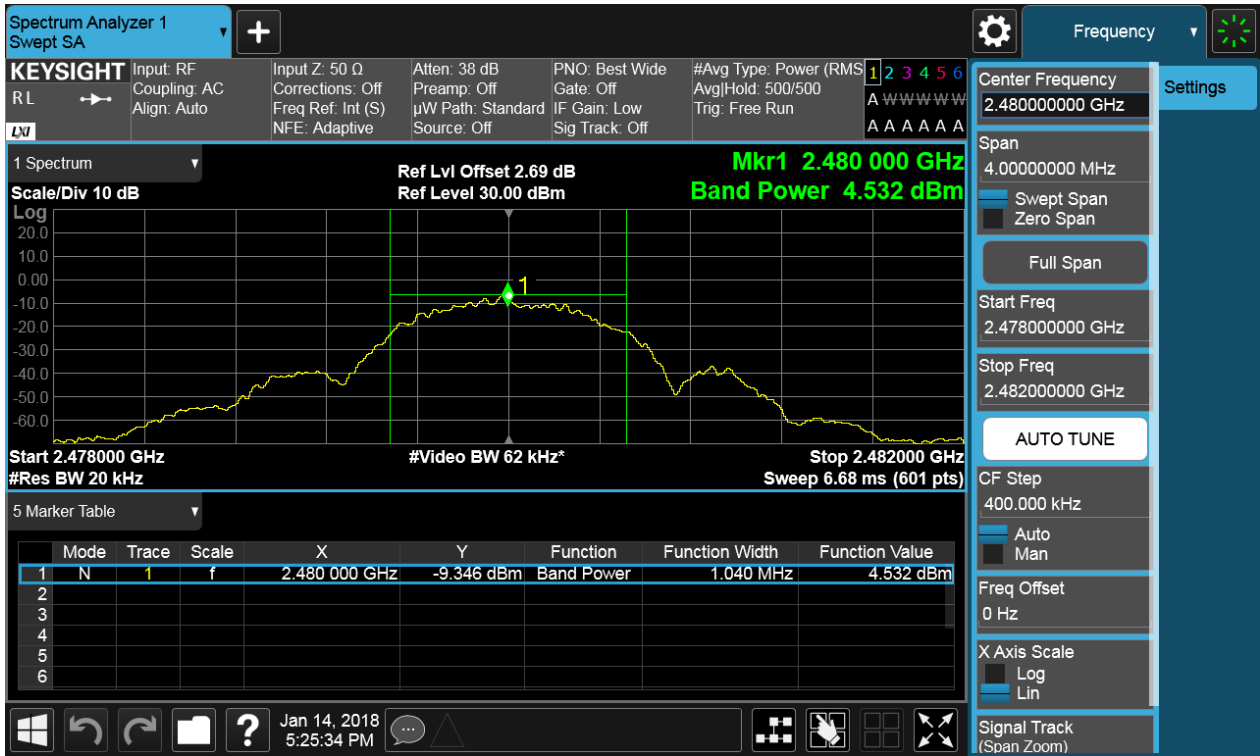 Spectrum Analyzer 1
Swept SA
Frequency
KEYSIGHT
R L
LXI
Input: RF
Coupling: AC
Align: Auto
Input Z: 50 Ω
Corrections: Off
Freq Ref: Int (S)
NFE: Adaptive
Atten: 38 dB
Preamp: Off
µW Path: Standard
Source: Off
PNO: Best Wide
Gate: Off
IF Gain: Low
Sig Track: Off
#Avg Type: Power (RMS
Avg|Hold: 500/500
Trig: Free Run
1 2 3 4 5 6
A W W W W W
A A A A A A
1 Spectrum
Scale/Div 10 dB
Ref Lvl Offset 2.69 dB
Ref Level 30.00 dBm
Mkr1 2.480 000 GHz
Band Power 4.532 dBm
Log
20.0
10.0
0.00
-10.0
-20.0
-30.0
-40.0
-50.0
-60.0
1
Start 2.478000 GHz
#Video BW 62 kHz*
Stop 2.482000 GHz
#Res BW 20 kHz
Sweep 6.68 ms (601 pts)
5 Marker Table
Mode Trace Scale X Y Function Function Width Function Value
1 N 1 f 2.480 000 GHz -9.346 dBm Band Power 1.040 MHz 4.532 dBm
2
3
4
5
6
Jan 14, 2018
5:25:34 PM
Center Frequency
2.480000000 GHz
Settings
Span
4.00000000 MHz
Swept Span
Zero Span
Full Span
Start Freq
2.478000000 GHz
Stop Freq
2.482000000 GHz
AUTO TUNE
CF Step
400.000 kHz
Auto
Man
Freq Offset
0 Hz
X Axis Scale
Log
Lin
Signal Track
(Span Zoom)